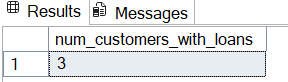 Results Messages
num_customers_with_loans
1 3